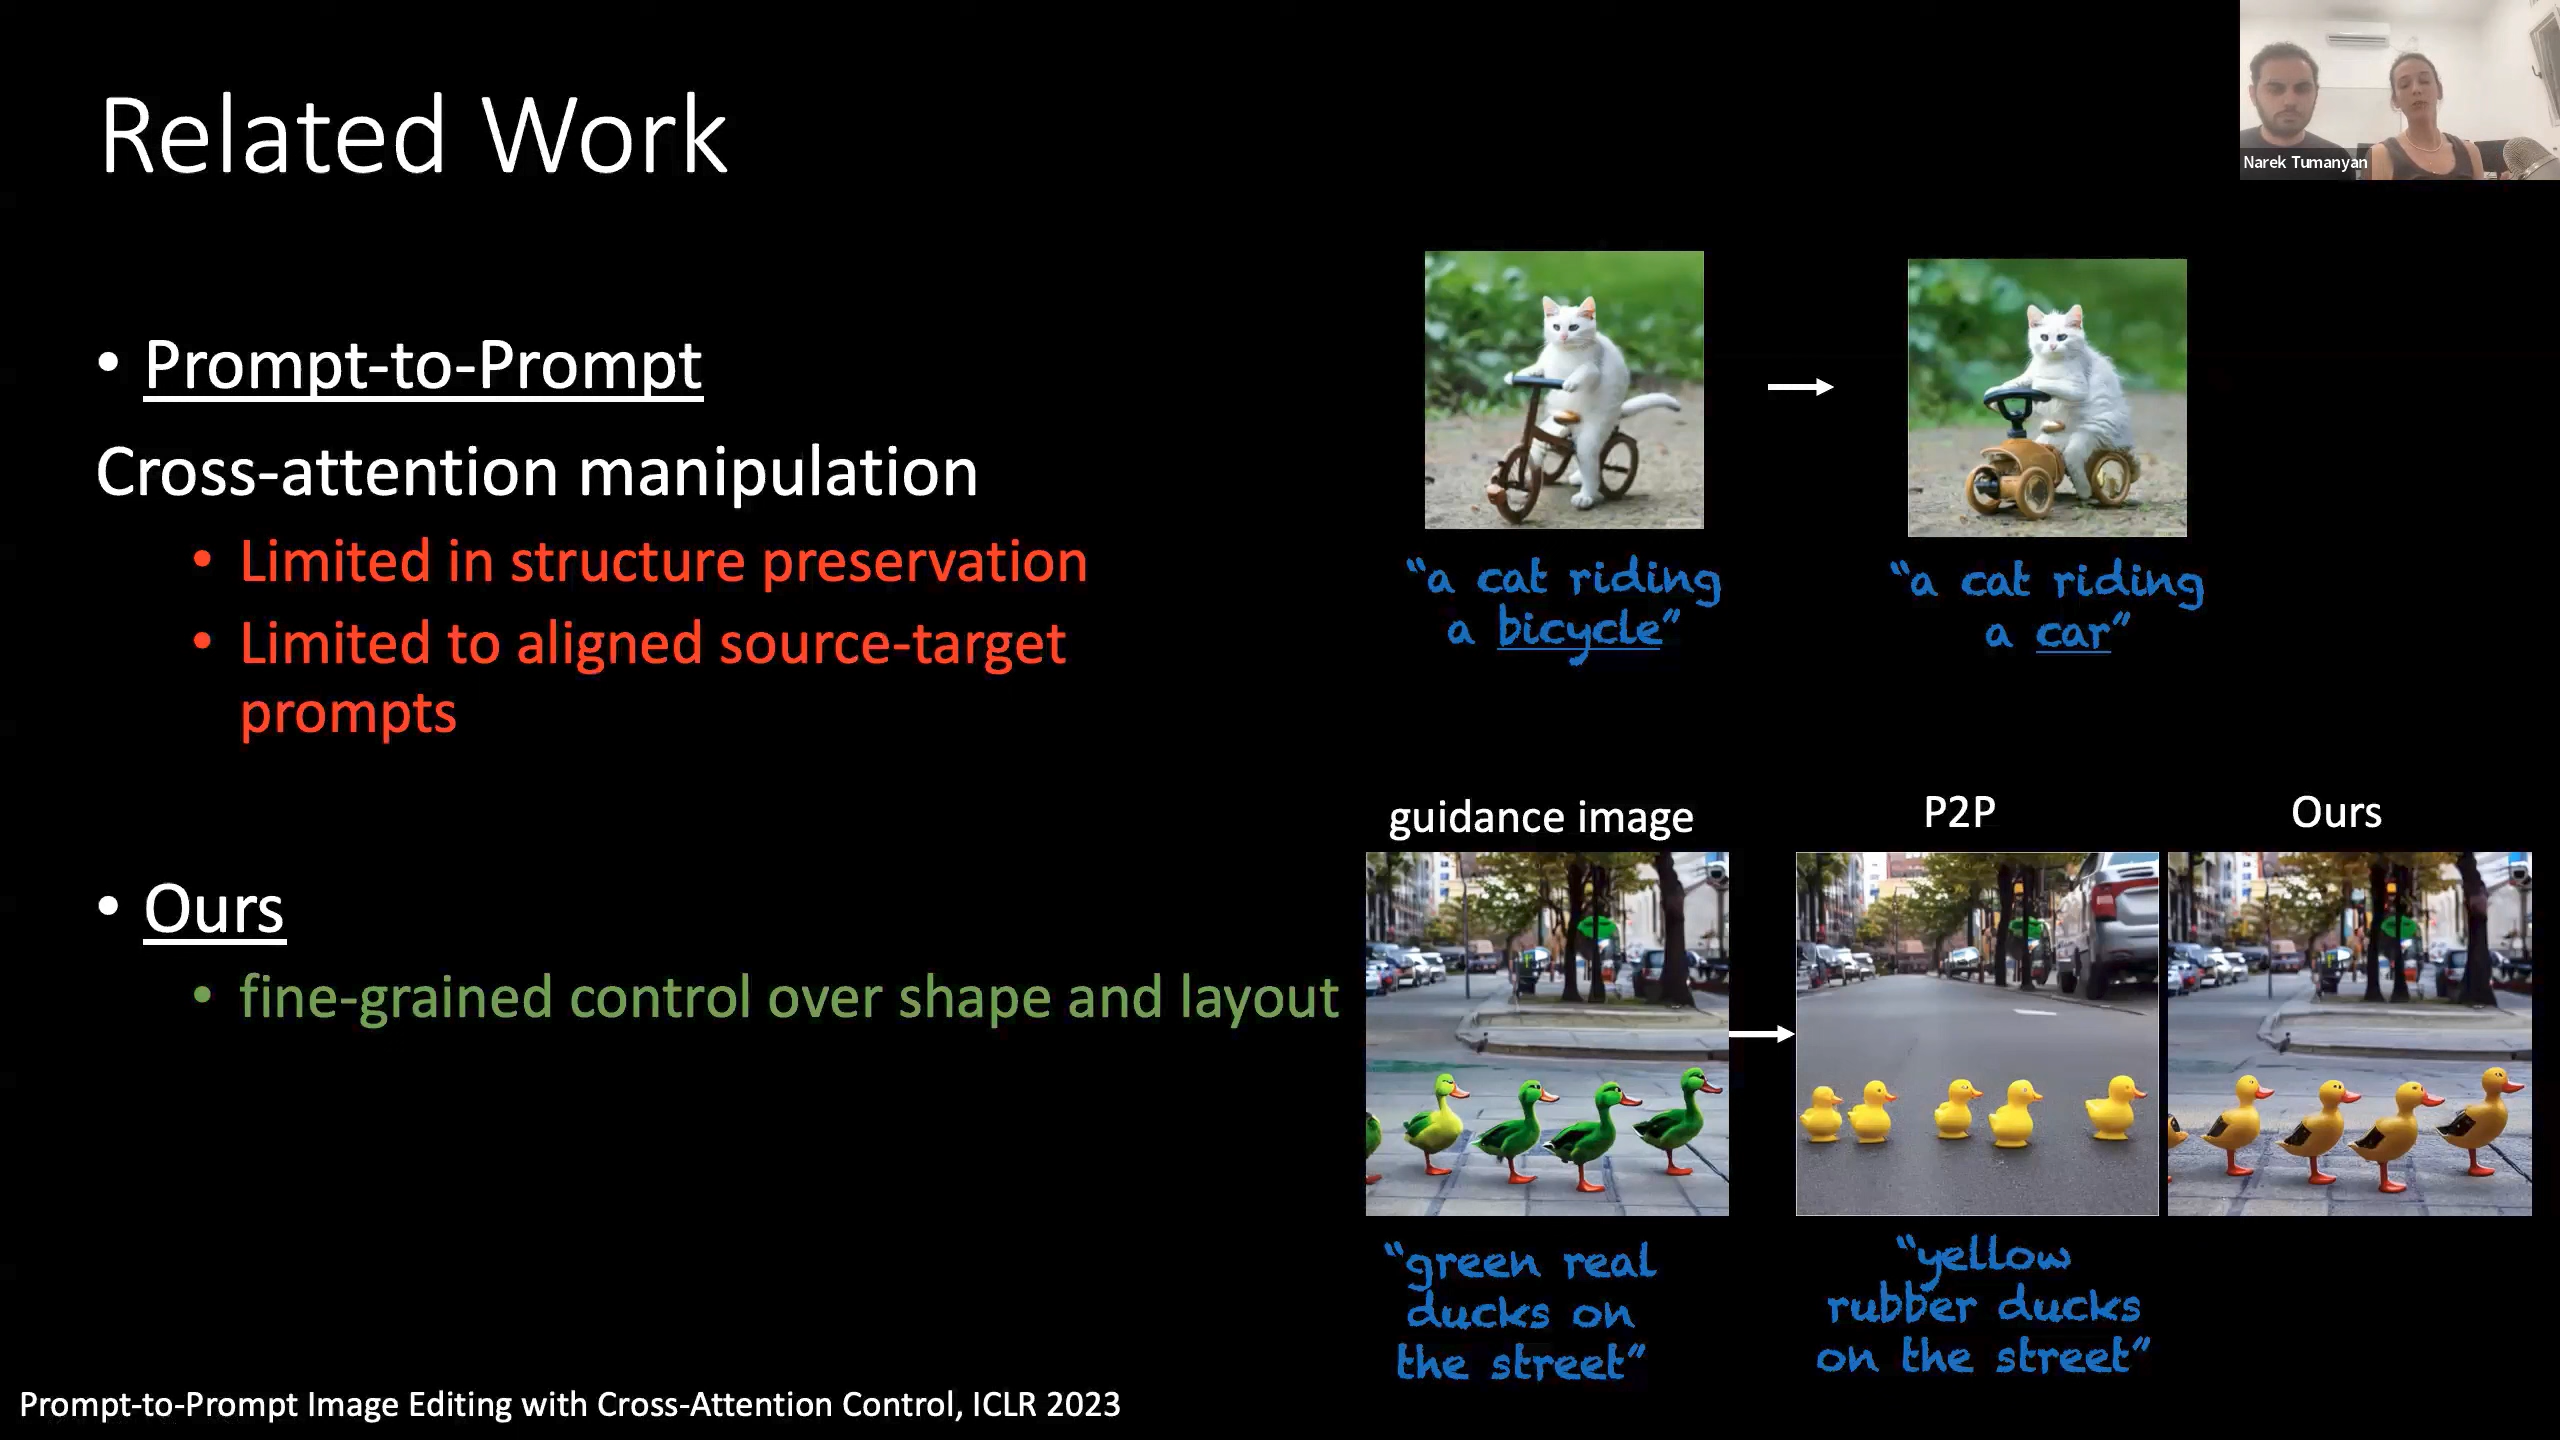 Related Work
Narek Tumanyan
• Prompt-to-Prompt
Cross-attention manipulation
• Limited in structure preservation
• Limited to aligned source-target
prompts
“a cat riding
a bicycle”
“a cat riding
a car”
• Ours
• fine-grained control over shape and layout
guidance image
P2P
Ours
“green real
ducks on
the street”
“yellow
rubber ducks
on the street”
Prompt-to-Prompt Image Editing with Cross-Attention Control, ICLR 2023